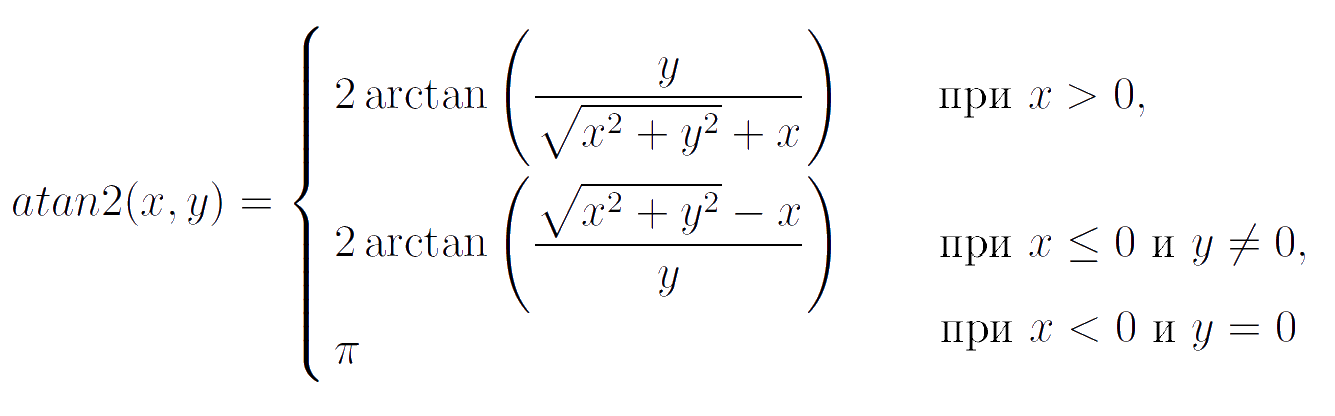 atan2(x, y) = { 2 arctan ( y / (√(x² + y²) + x) ) при x > 0,
2 arctan ( (√(x² + y²) − x) / y ) при x ≤ 0 и y ≠ 0,
π при x < 0 и y = 0